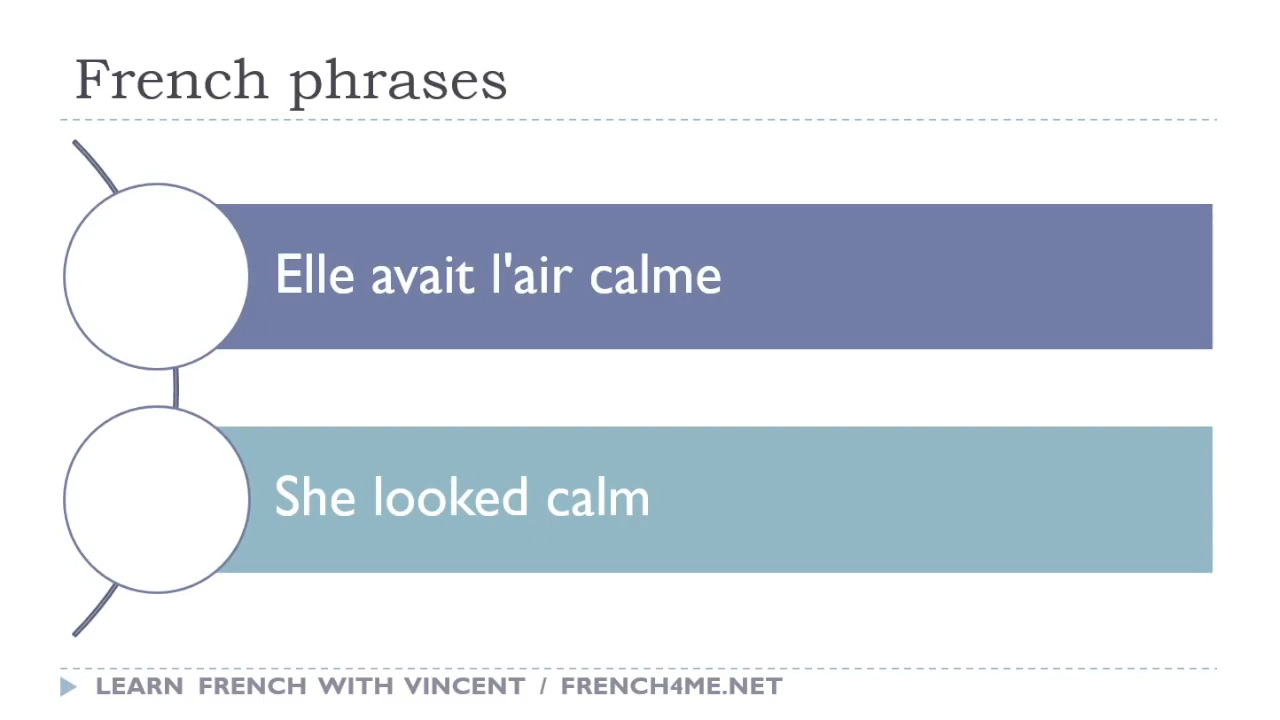 French phrases
Elle avait l'air calme
She looked calm
LEARN FRENCH WITH VINCENT / FRENCH4ME.NET